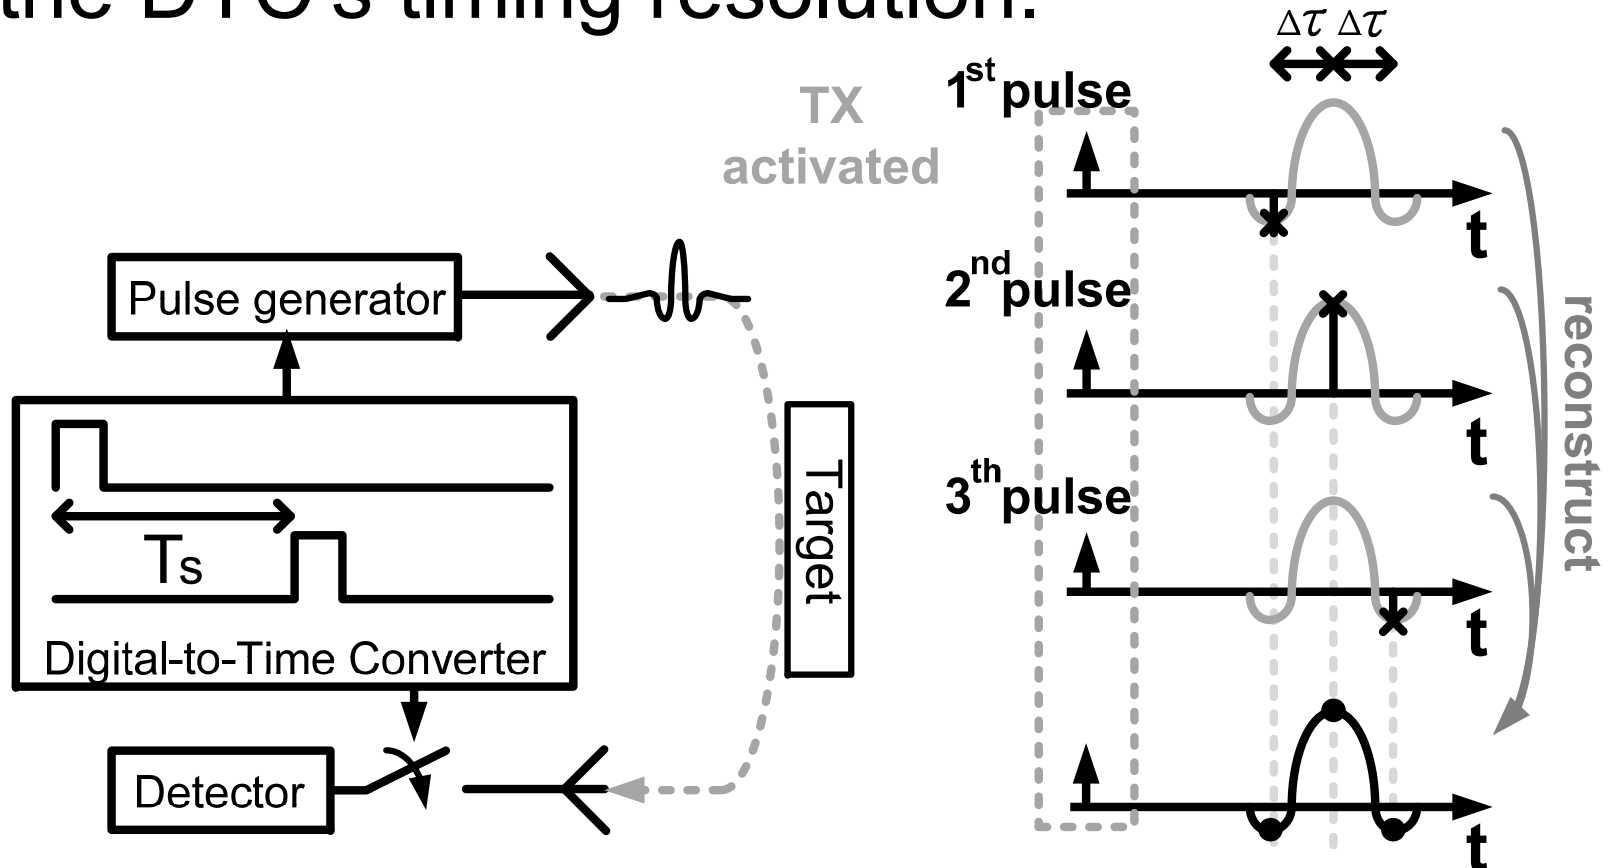 the DTC's timing resolution.
Δτ Δτ
TX
activated
1st pulse
t
Pulse generator
2nd pulse
t
Target
reconstruct
Ts
3th pulse
t
Digital-to-Time Converter
Detector
t